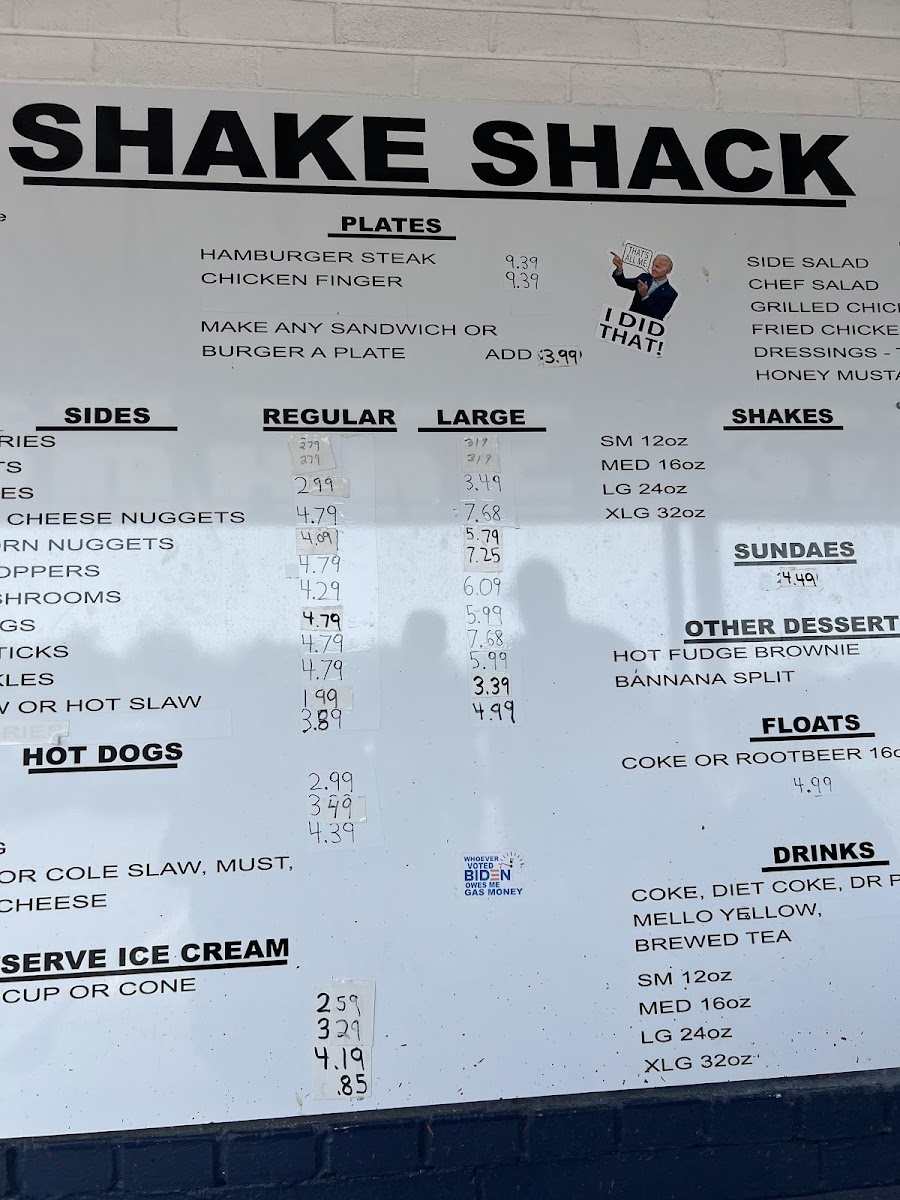 SHAKE SHACK
PLATES
HAMBURGER STEAK 9.39
CHICKEN FINGER 9.39
MAKE ANY SANDWICH OR
BURGER A PLATE ADD 3.99
THAT'S
ALL ME
I DID
THAT!
SIDE SALAD
CHEF SALAD
GRILLED CHIC
FRIED CHICKE
DRESSINGS - T
HONEY MUSTA
SIDES REGULAR LARGE
RIES 279 319
TS 279 319
ES 2.99 3.49
CHEESE NUGGETS 4.79 7.68
ORN NUGGETS 4.09 5.79
OPPERS 4.79 7.25
SHROOMS 4.29 6.09
GS 4.79 5.99
TICKS 4.79 7.68
KLES 4.79 5.99
W OR HOT SLAW 1.99 3.39
RIES 3.89 4.99
HOT DOGS
2.99
3.49
4.39
G
OR COLE SLAW, MUST,
CHEESE
SERVE ICE CREAM
CUP OR CONE
2 59
3 29
4.19
.85
WHOEVER
VOTED
BIDEN
OWES ME
GAS MONEY
SHAKES
SM 12oz
MED 16oz
LG 24oz
XLG 32oz
SUNDAES
4.49
OTHER DESSERT
HOT FUDGE BROWNIE
BANNANA SPLIT
FLOATS
COKE OR ROOTBEER 16o
4.99
DRINKS
COKE, DIET COKE, DR P
MELLO YELLOW,
BREWED TEA
SM 12oz
MED 16oz
LG 24oz
XLG 32oz